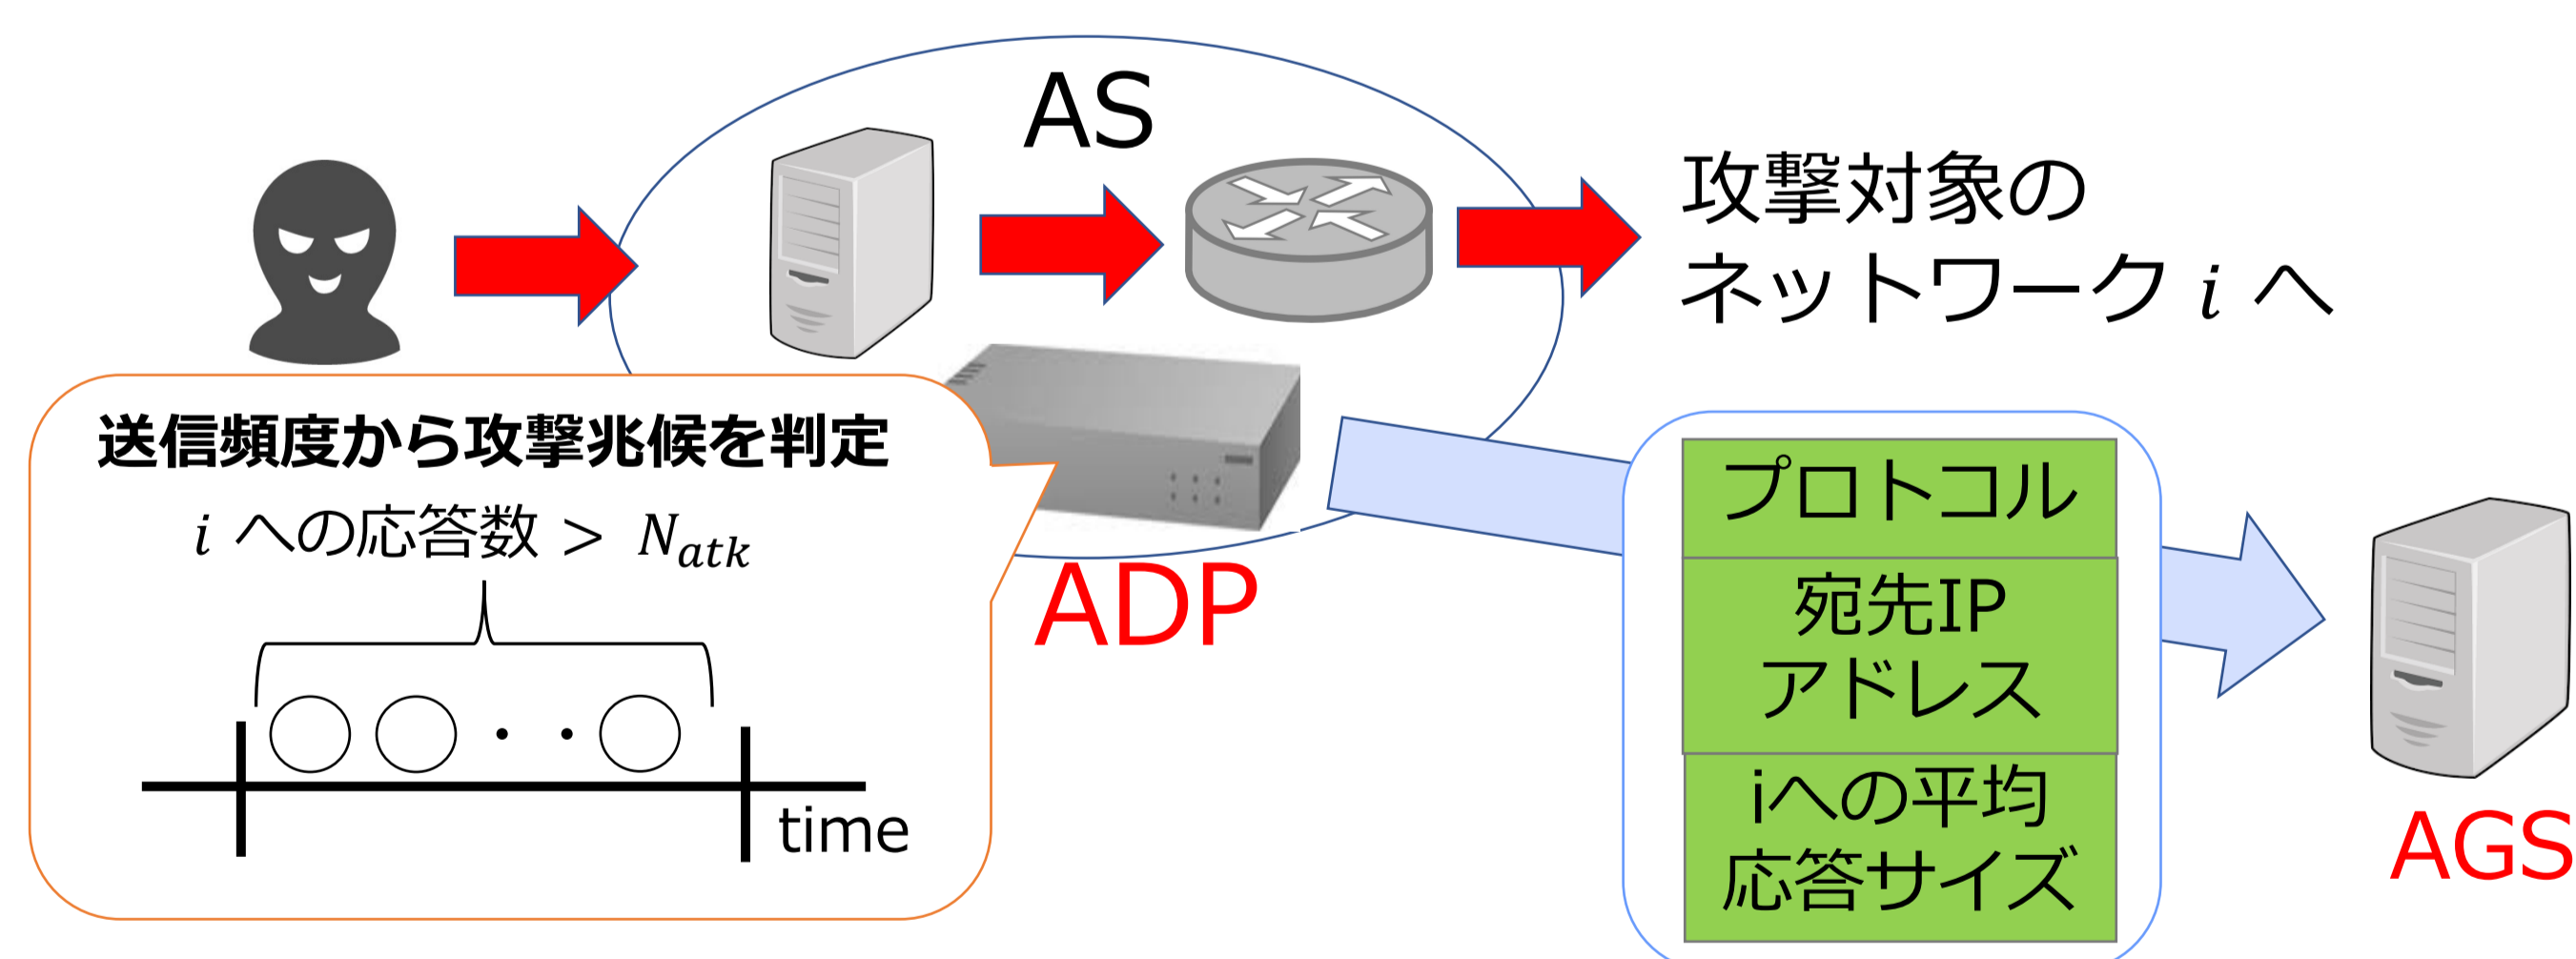 AS
攻撃対象の
ネットワーク i へ
送信頻度から攻撃兆候を判定
i への応答数 > N_atk
time
ADP
プロトコル
宛先IP
アドレス
iへの平均
応答サイズ
AGS